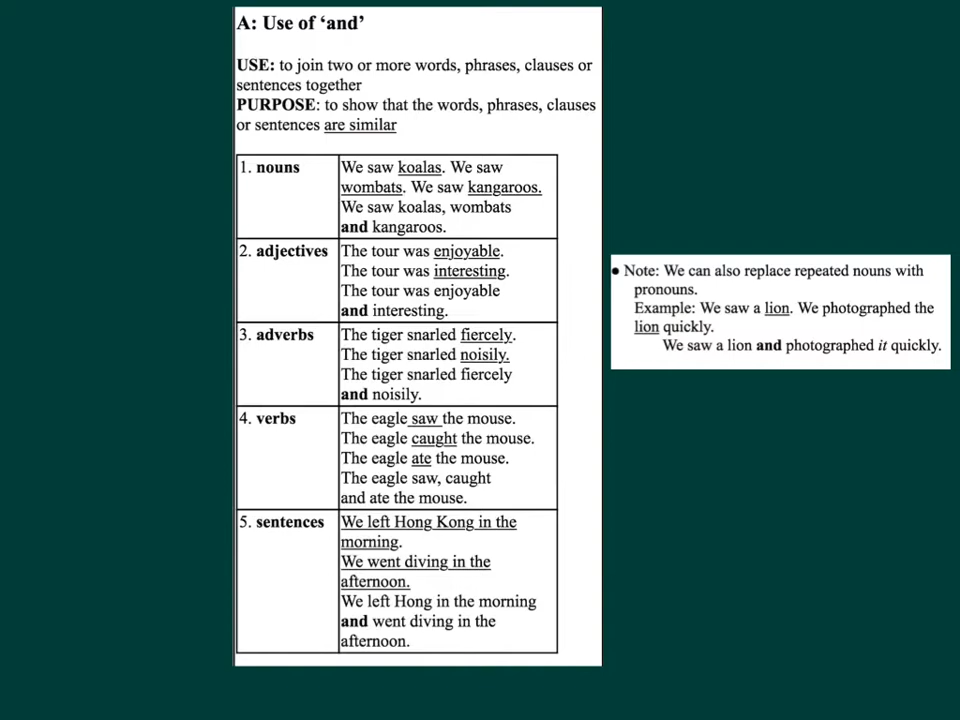 A: Use of ‘and’
USE: to join two or more words, phrases, clauses or
sentences together
PURPOSE: to show that the words, phrases, clauses
or sentences are similar
1. nouns
We saw koalas. We saw
wombats. We saw kangaroos.
We saw koalas, wombats
and kangaroos.
2. adjectives
The tour was enjoyable.
The tour was interesting.
The tour was enjoyable
and interesting.
3. adverbs
The tiger snarled fiercely.
The tiger snarled noisily.
The tiger snarled fiercely
and noisily.
4. verbs
The eagle saw the mouse.
The eagle caught the mouse.
The eagle ate the mouse.
The eagle saw, caught
and ate the mouse.
5. sentences
We left Hong Kong in the
morning.
We went diving in the
afternoon.
We left Hong in the morning
and went diving in the
afternoon.
● Note: We can also replace repeated nouns with
pronouns.
Example: We saw a lion. We photographed the
lion quickly.
We saw a lion and photographed it quickly.